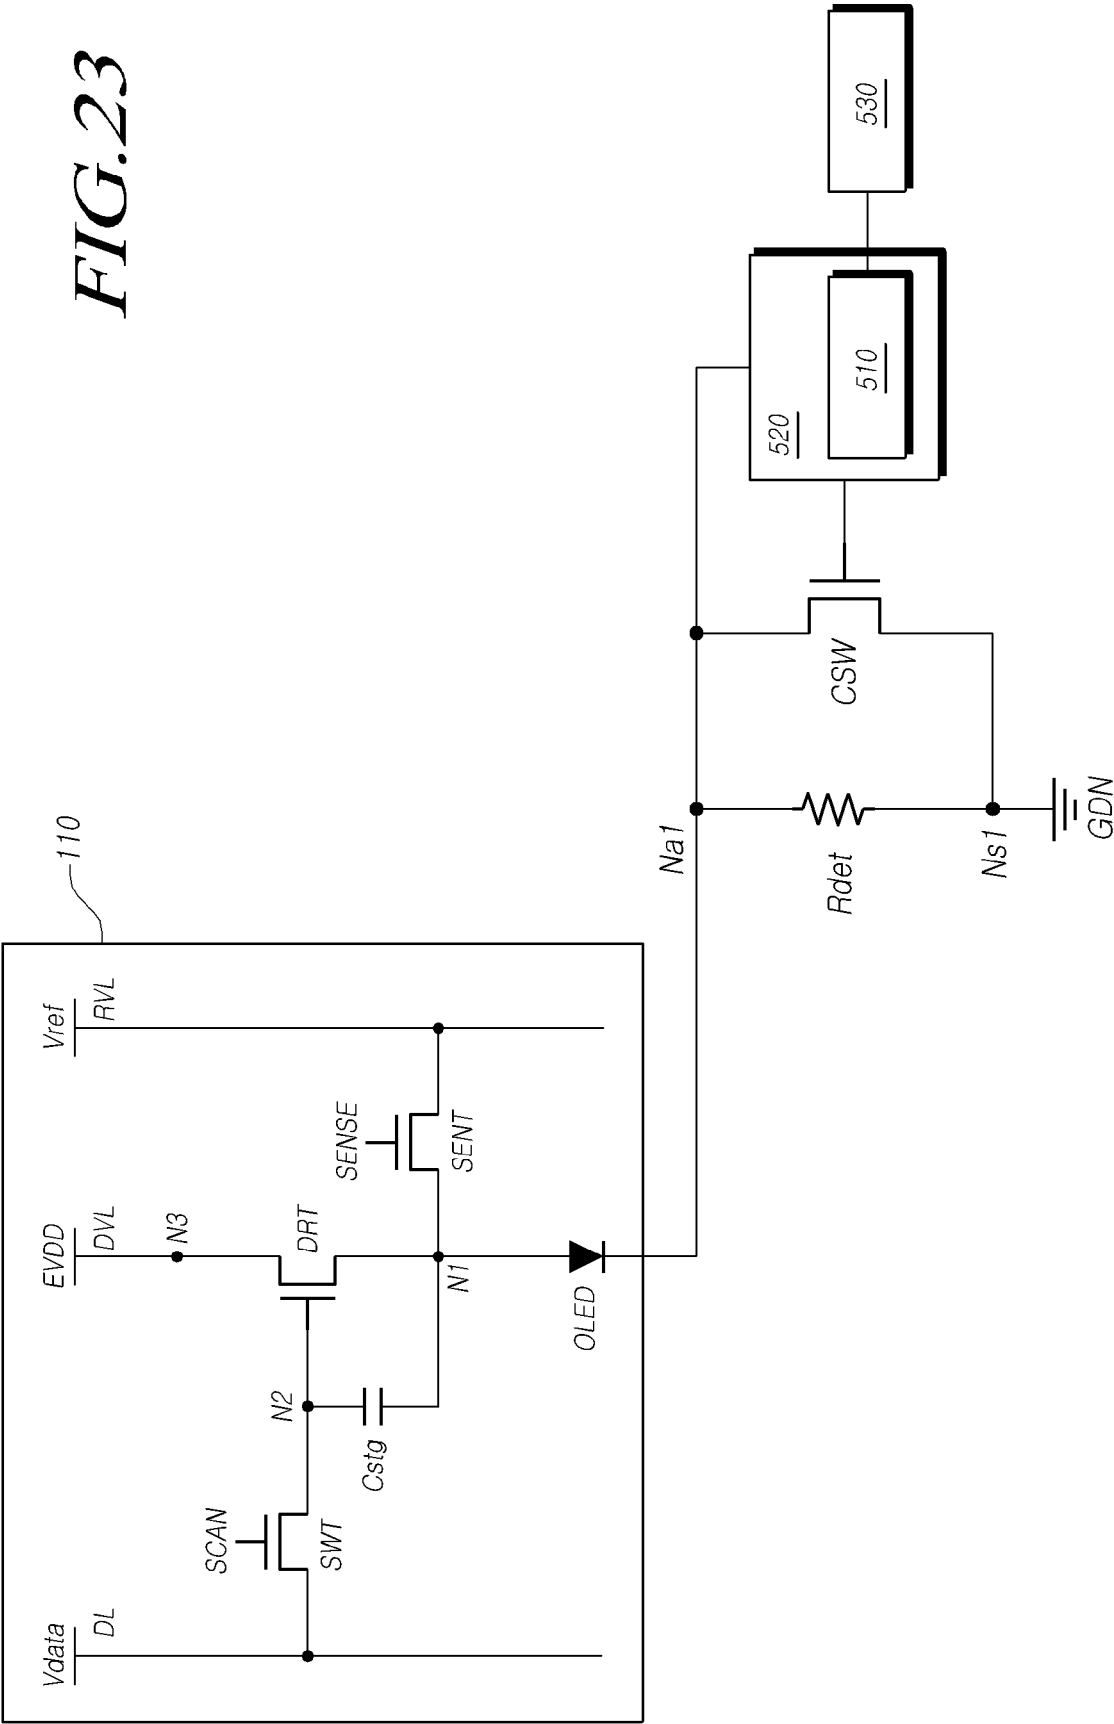 FIG.23
110
Vdata
DL
EVDD
DVL
Vref
RVL
N3
SCAN
SWT
N2
DRT
SENSE
SENT
Cstg
N1
OLED
Na1
Rdet
Ns1
GDN
CSW
520
510
530